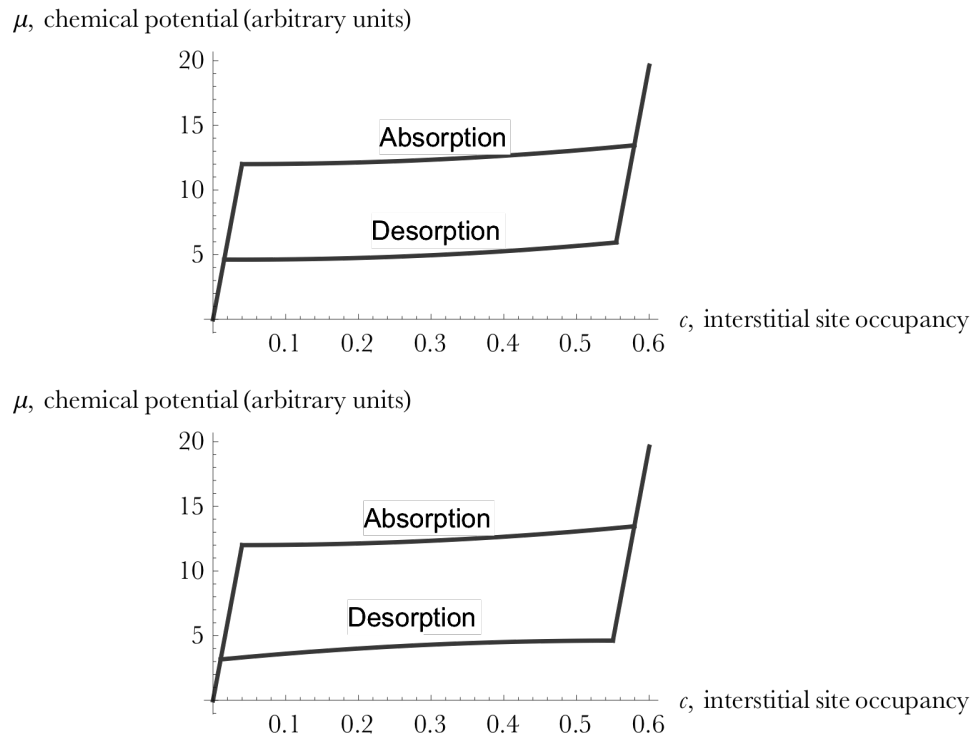 μ, chemical potential (arbitrary units)
20
15
10
5
Absorption
Desorption
0.1 0.2 0.3 0.4 0.5 0.6
c, interstitial site occupancy
μ, chemical potential (arbitrary units)
20
15
10
5
Absorption
Desorption
0.1 0.2 0.3 0.4 0.5 0.6
c, interstitial site occupancy